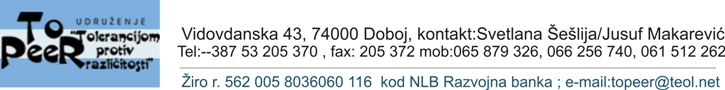 UDRUŽENJE
To PeeR
"Tolerancijom
protiv
različitosti"
Vidovdanska 43, 74000 Doboj, kontakt:Svetlana Šešlija/Jusuf Makarević
Tel:--387 53 205 370 , fax: 205 372 mob:065 879 326, 066 256 740, 061 512 262
Žiro r. 562 005 8036060 116 kod NLB Razvojna banka ; e-mail:topeer@teol.net